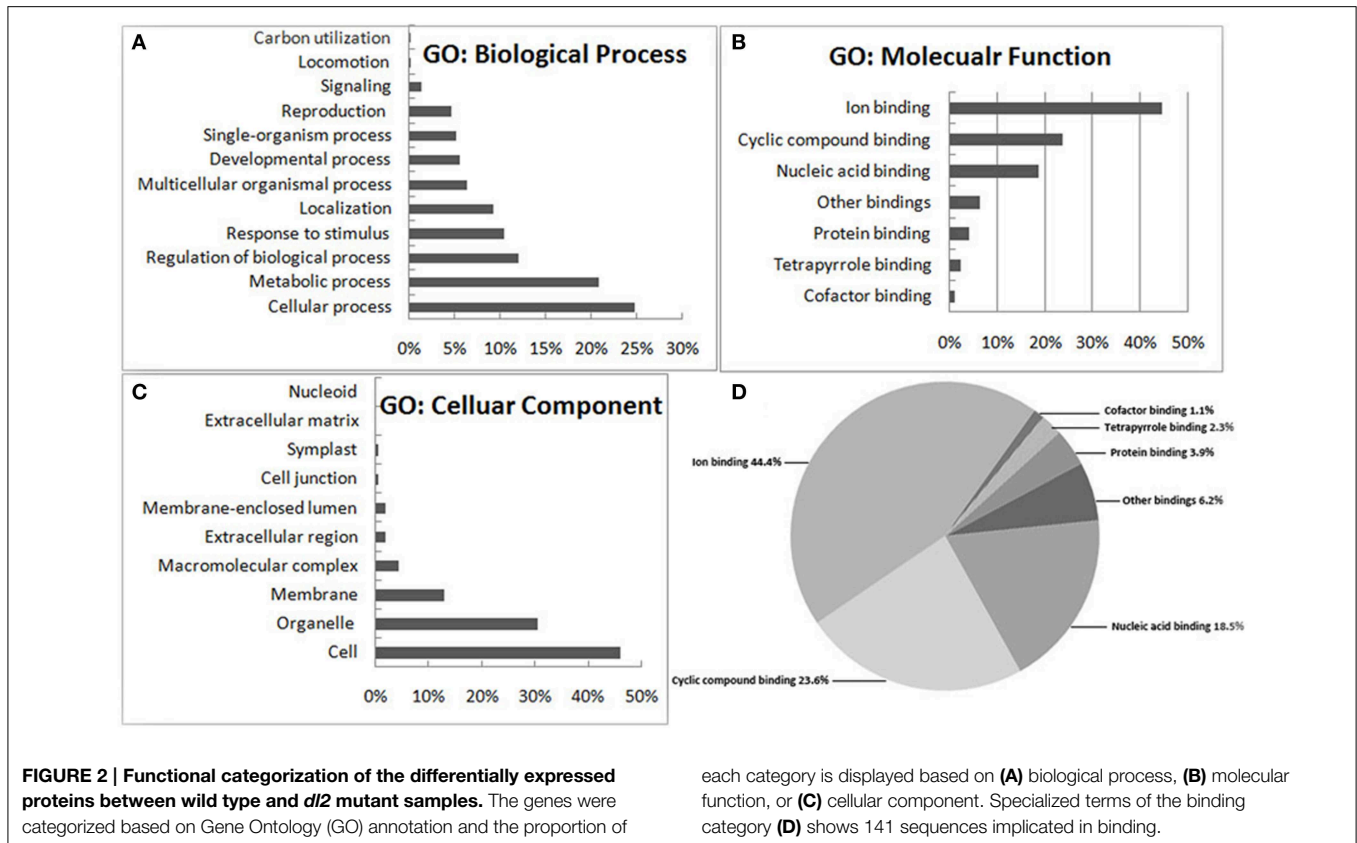 A
GO: Biological Process
Carbon utilization
Locomotion
Signaling
Reproduction
Single-organism process
Developmental process
Multicellular organismal process
Localization
Response to stimulus
Regulation of biological process
Metabolic process
Cellular process
0% 5% 10% 15% 20% 25% 30%
B
GO: Molecualr Function
Ion binding
Cyclic compound binding
Nucleic acid binding
Other bindings
Protein binding
Tetrapyrrole binding
Cofactor binding
0% 10% 20% 30% 40% 50%
C
GO: Celluar Component
Nucleoid
Extracellular matrix
Symplast
Cell junction
Membrane-enclosed lumen
Extracellular region
Macromolecular complex
Membrane
Organelle
Cell
0% 10% 20% 30% 40% 50%
D
Cofactor binding 1.1%
Tetrapyrrole binding 2.3%
Protein binding 3.9%
Ion binding 44.4%
Other bindings 6.2%
Nucleic acid binding 18.5%
Cyclic compound binding 23.6%
FIGURE 2 | Functional categorization of the differentially expressed
proteins between wild type and dl2 mutant samples. The genes were
categorized based on Gene Ontology (GO) annotation and the proportion of
each category is displayed based on (A) biological process, (B) molecular
function, or (C) cellular component. Specialized terms of the binding
category (D) shows 141 sequences implicated in binding.